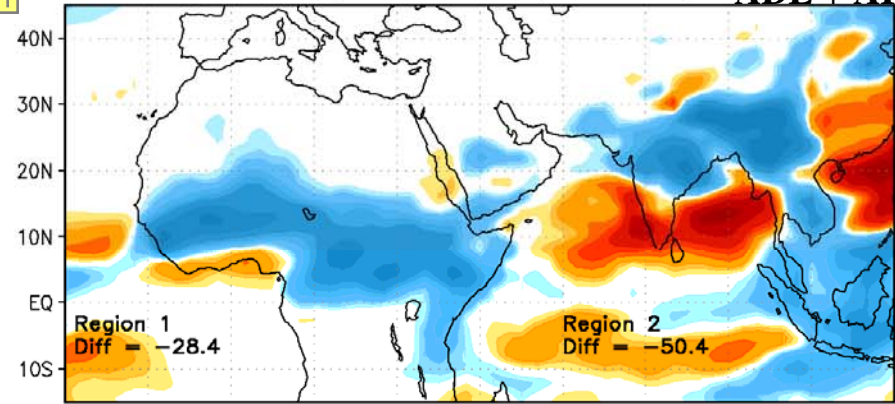 40N
30N
20N
10N
EQ
10S
Region 1
Diff = −28.4
Region 2
Diff = −50.4